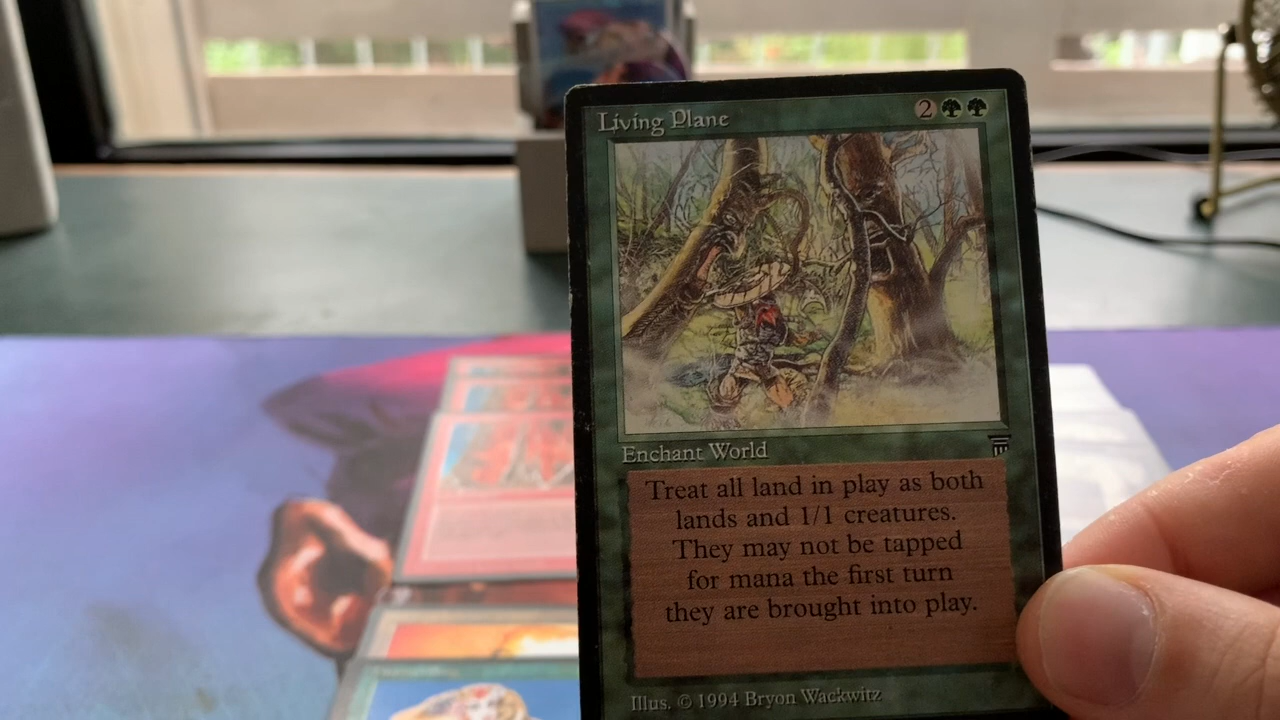 Living Plane 2
Enchant World
Treat all land in play as both
lands and 1/1 creatures.
They may not be tapped
for mana the first turn
they are brought into play.
Illus. © 1994 Bryon Wackwitz